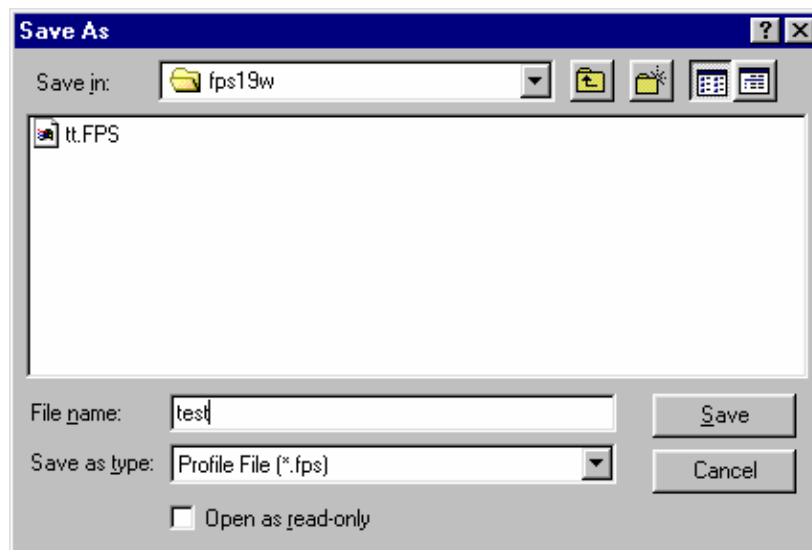 Save As
Save in: fps19w
tt.FPS
File name: test
Save
Save as type: Profile File (*.fps)
Cancel
Open as read-only